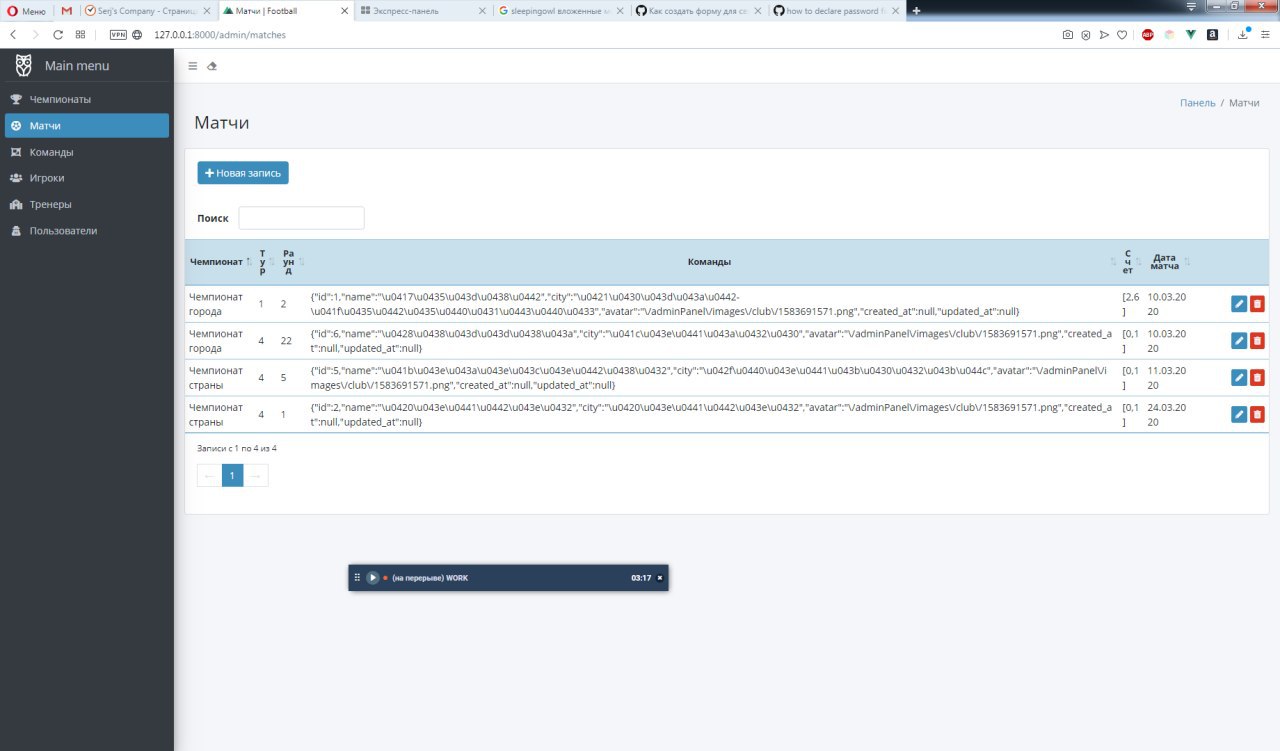 Меню
Serj's Company - Страниц
Матчи | Football
Экспресс-панель
sleepingowl вложенные м
Как создать форму для се
how to declare password f
VPN
127.0.0.1:8000/admin/matches
ABP
Main menu
Чемпионаты
Матчи
Команды
Игроки
Тренеры
Пользователи
Панель / Матчи
Матчи
Новая запись
Поиск
Чемпионат Тур Раунд Команды Счет Дата матча
Чемпионат города 1 2
{"id":1,"name":"\u0417\u0435\u043d\u0438\u0442","city":"\u0421\u0430\u043d\u043a\u0442-
\u041f\u0435\u0442\u0435\u0440\u0431\u0443\u0440\u0433","avatar":"\/adminPanel\/images\/club\/1583691571.png","created_at":null,"updated_at":null}
[2,6] 10.03.2020
Чемпионат города 4 22
{"id":6,"name":"\u0428\u0438\u043d\u043d\u0438\u043a","city":"\u041c\u043e\u0441\u043a\u0432\u0430","avatar":"\/adminPanel\/images\/club\/1583691571.png","created_a
t":null,"updated_at":null}
[0,1] 10.03.2020
Чемпионат страны 4 5
{"id":5,"name":"\u041b\u043e\u043a\u043e\u043c\u043e\u0442\u0438\u0432","city":"\u042f\u0440\u043e\u0441\u043b\u0430\u0432\u043b\u044c","avatar":"\/adminPanel\/i
mages\/club\/1583691571.png","created_at":null,"updated_at":null}
[0,1] 11.03.2020
Чемпионат страны 4 1
{"id":2,"name":"\u0420\u043e\u0441\u0442\u043e\u0432","city":"\u0420\u043e\u0441\u0442\u043e\u0432","avatar":"\/adminPanel\/images\/club\/1583691571.png","created_a
t":null,"updated_at":null}
[0,1] 24.03.2020
Записи с 1 по 4 из 4
← 1 →
(на перерыве) WORK 03:17